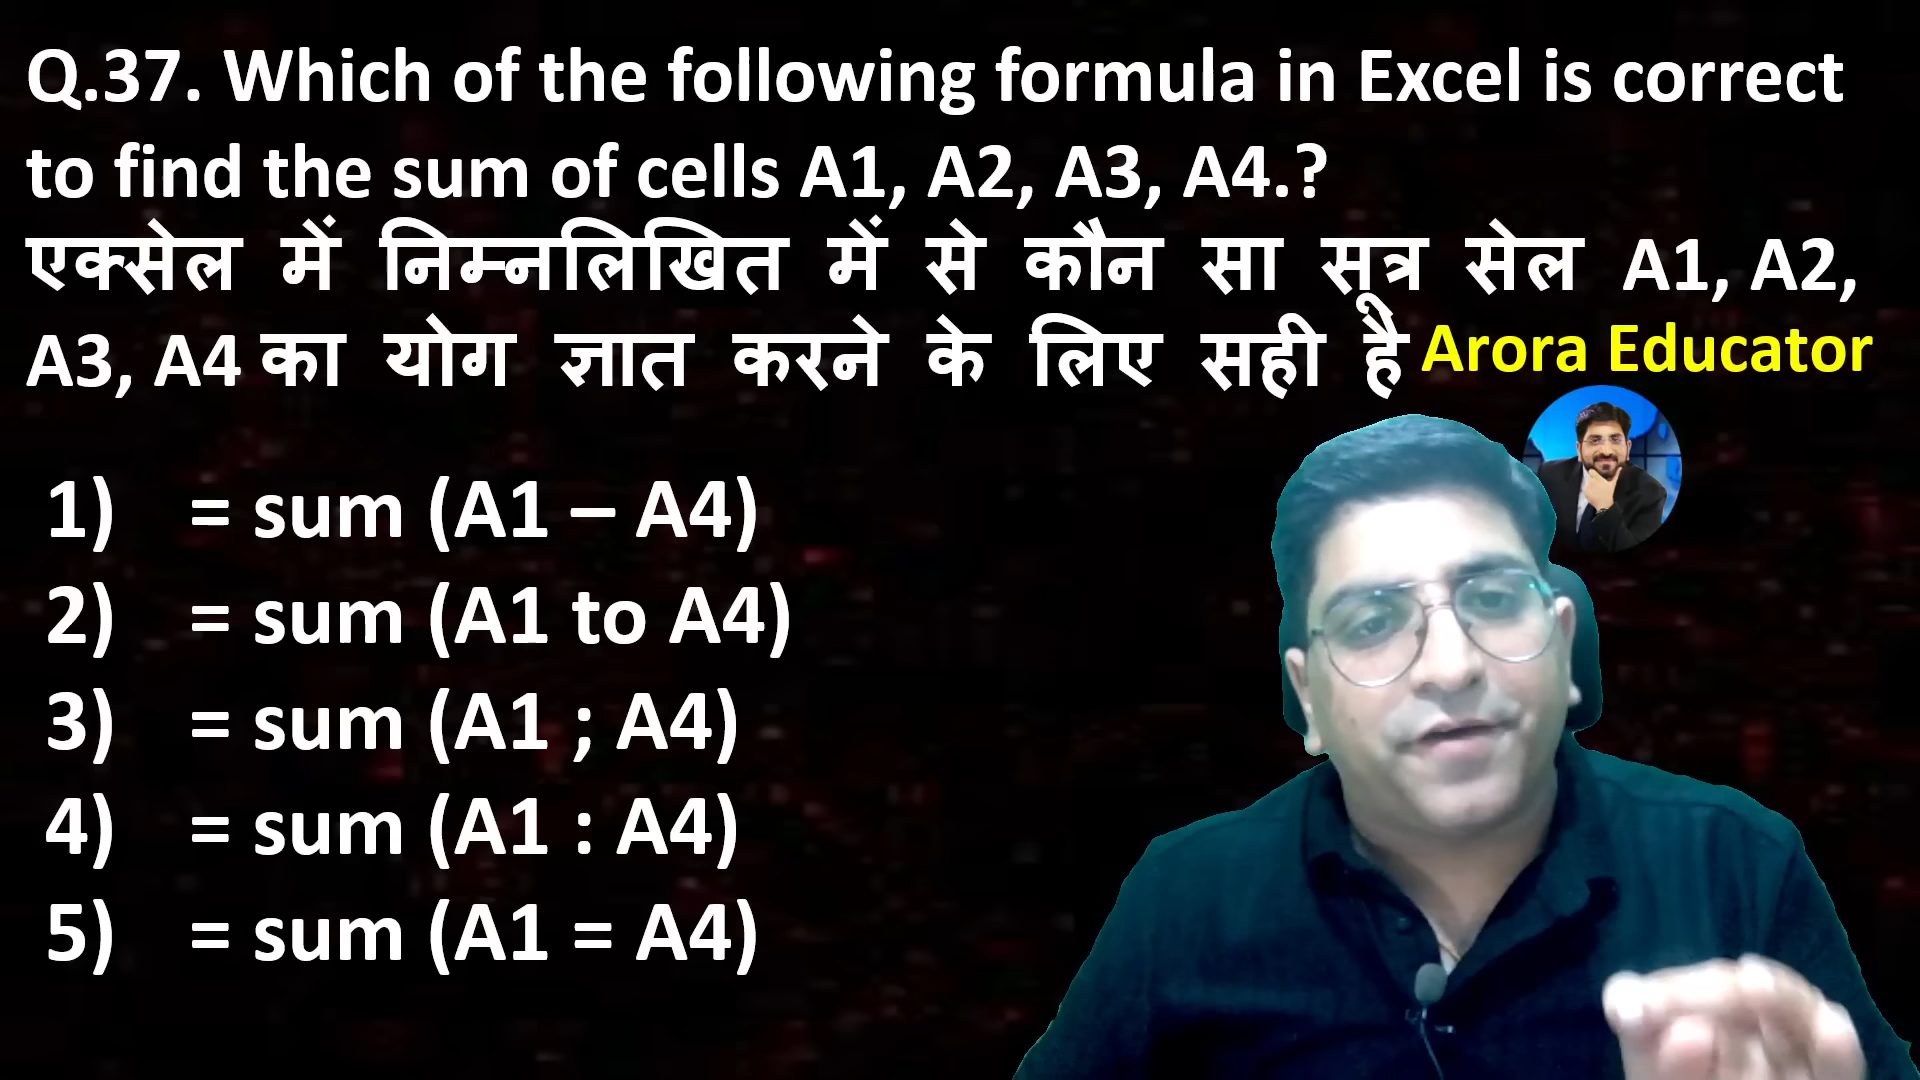 Q.37. Which of the following formula in Excel is correct
to find the sum of cells A1, A2, A3, A4.?
एक्सेल में निम्नलिखित में से कौन सा सूत्र सेल A1, A2,
A3, A4 का योग ज्ञात करने के लिए सही है
Arora Educator
1) = sum (A1 – A4)
2) = sum (A1 to A4)
3) = sum (A1 ; A4)
4) = sum (A1 : A4)
5) = sum (A1 = A4)